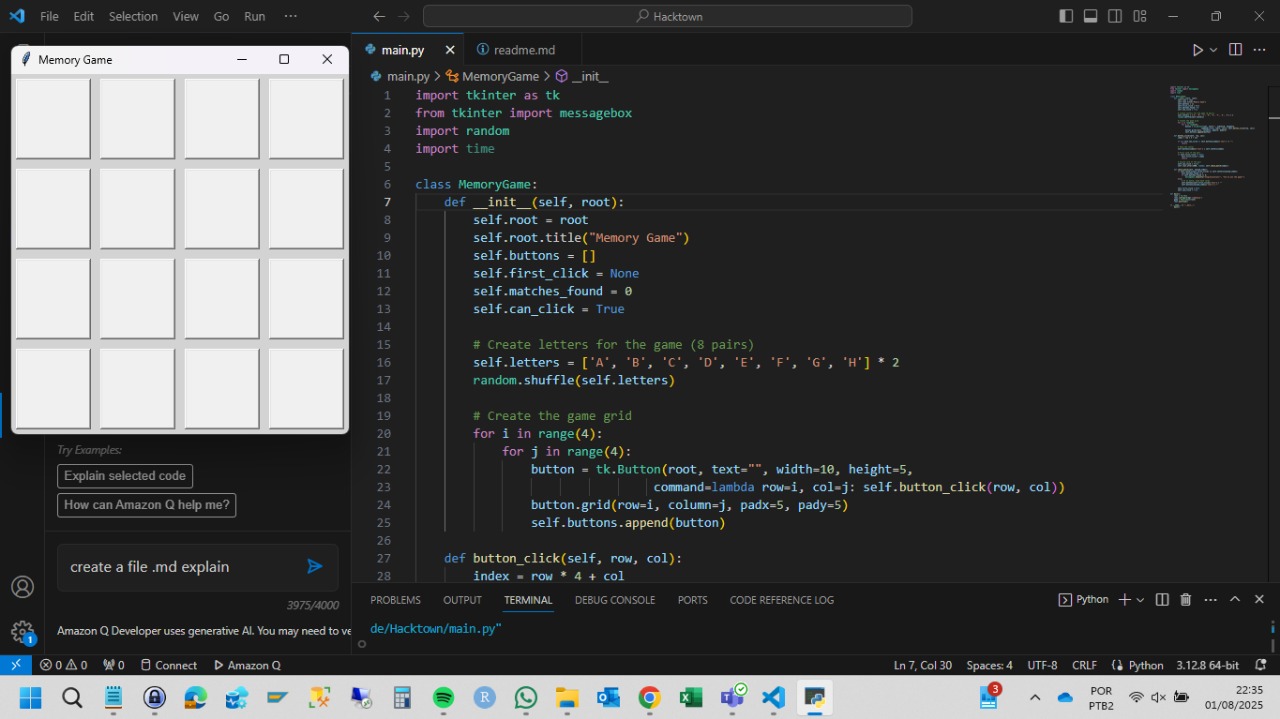 File Edit Selection View Go Run ···
Hacktown
Memory Game
main.py
readme.md
main.py > MemoryGame > __init__
1 import tkinter as tk
2 from tkinter import messagebox
3 import random
4 import time
5
6 class MemoryGame:
7 def __init__(self, root):
8 self.root = root
9 self.root.title("Memory Game")
10 self.buttons = []
11 self.first_click = None
12 self.matches_found = 0
13 self.can_click = True
14
15 # Create letters for the game (8 pairs)
16 self.letters = ['A', 'B', 'C', 'D', 'E', 'F', 'G', 'H'] * 2
17 random.shuffle(self.letters)
18
19 # Create the game grid
20 for i in range(4):
21 for j in range(4):
22 button = tk.Button(root, text="", width=10, height=5,
23 command=lambda row=i, col=j: self.button_click(row, col))
24 button.grid(row=i, column=j, padx=5, pady=5)
25 self.buttons.append(button)
26
27 def button_click(self, row, col):
28 index = row * 4 + col
Try Examples:
Explain selected code
How can Amazon Q help me?
create a file .md explain
3975/4000
Amazon Q Developer uses generative AI. You may need to ve
PROBLEMS OUTPUT TERMINAL DEBUG CONSOLE PORTS CODE REFERENCE LOG
Python
de/Hacktown/main.py"
1
0 0 0 Connect Amazon Q
Ln 7, Col 30 Spaces: 4 UTF-8 CRLF Python 3.12.8 64-bit
R
3
POR
PTB2
22:35
01/08/2025